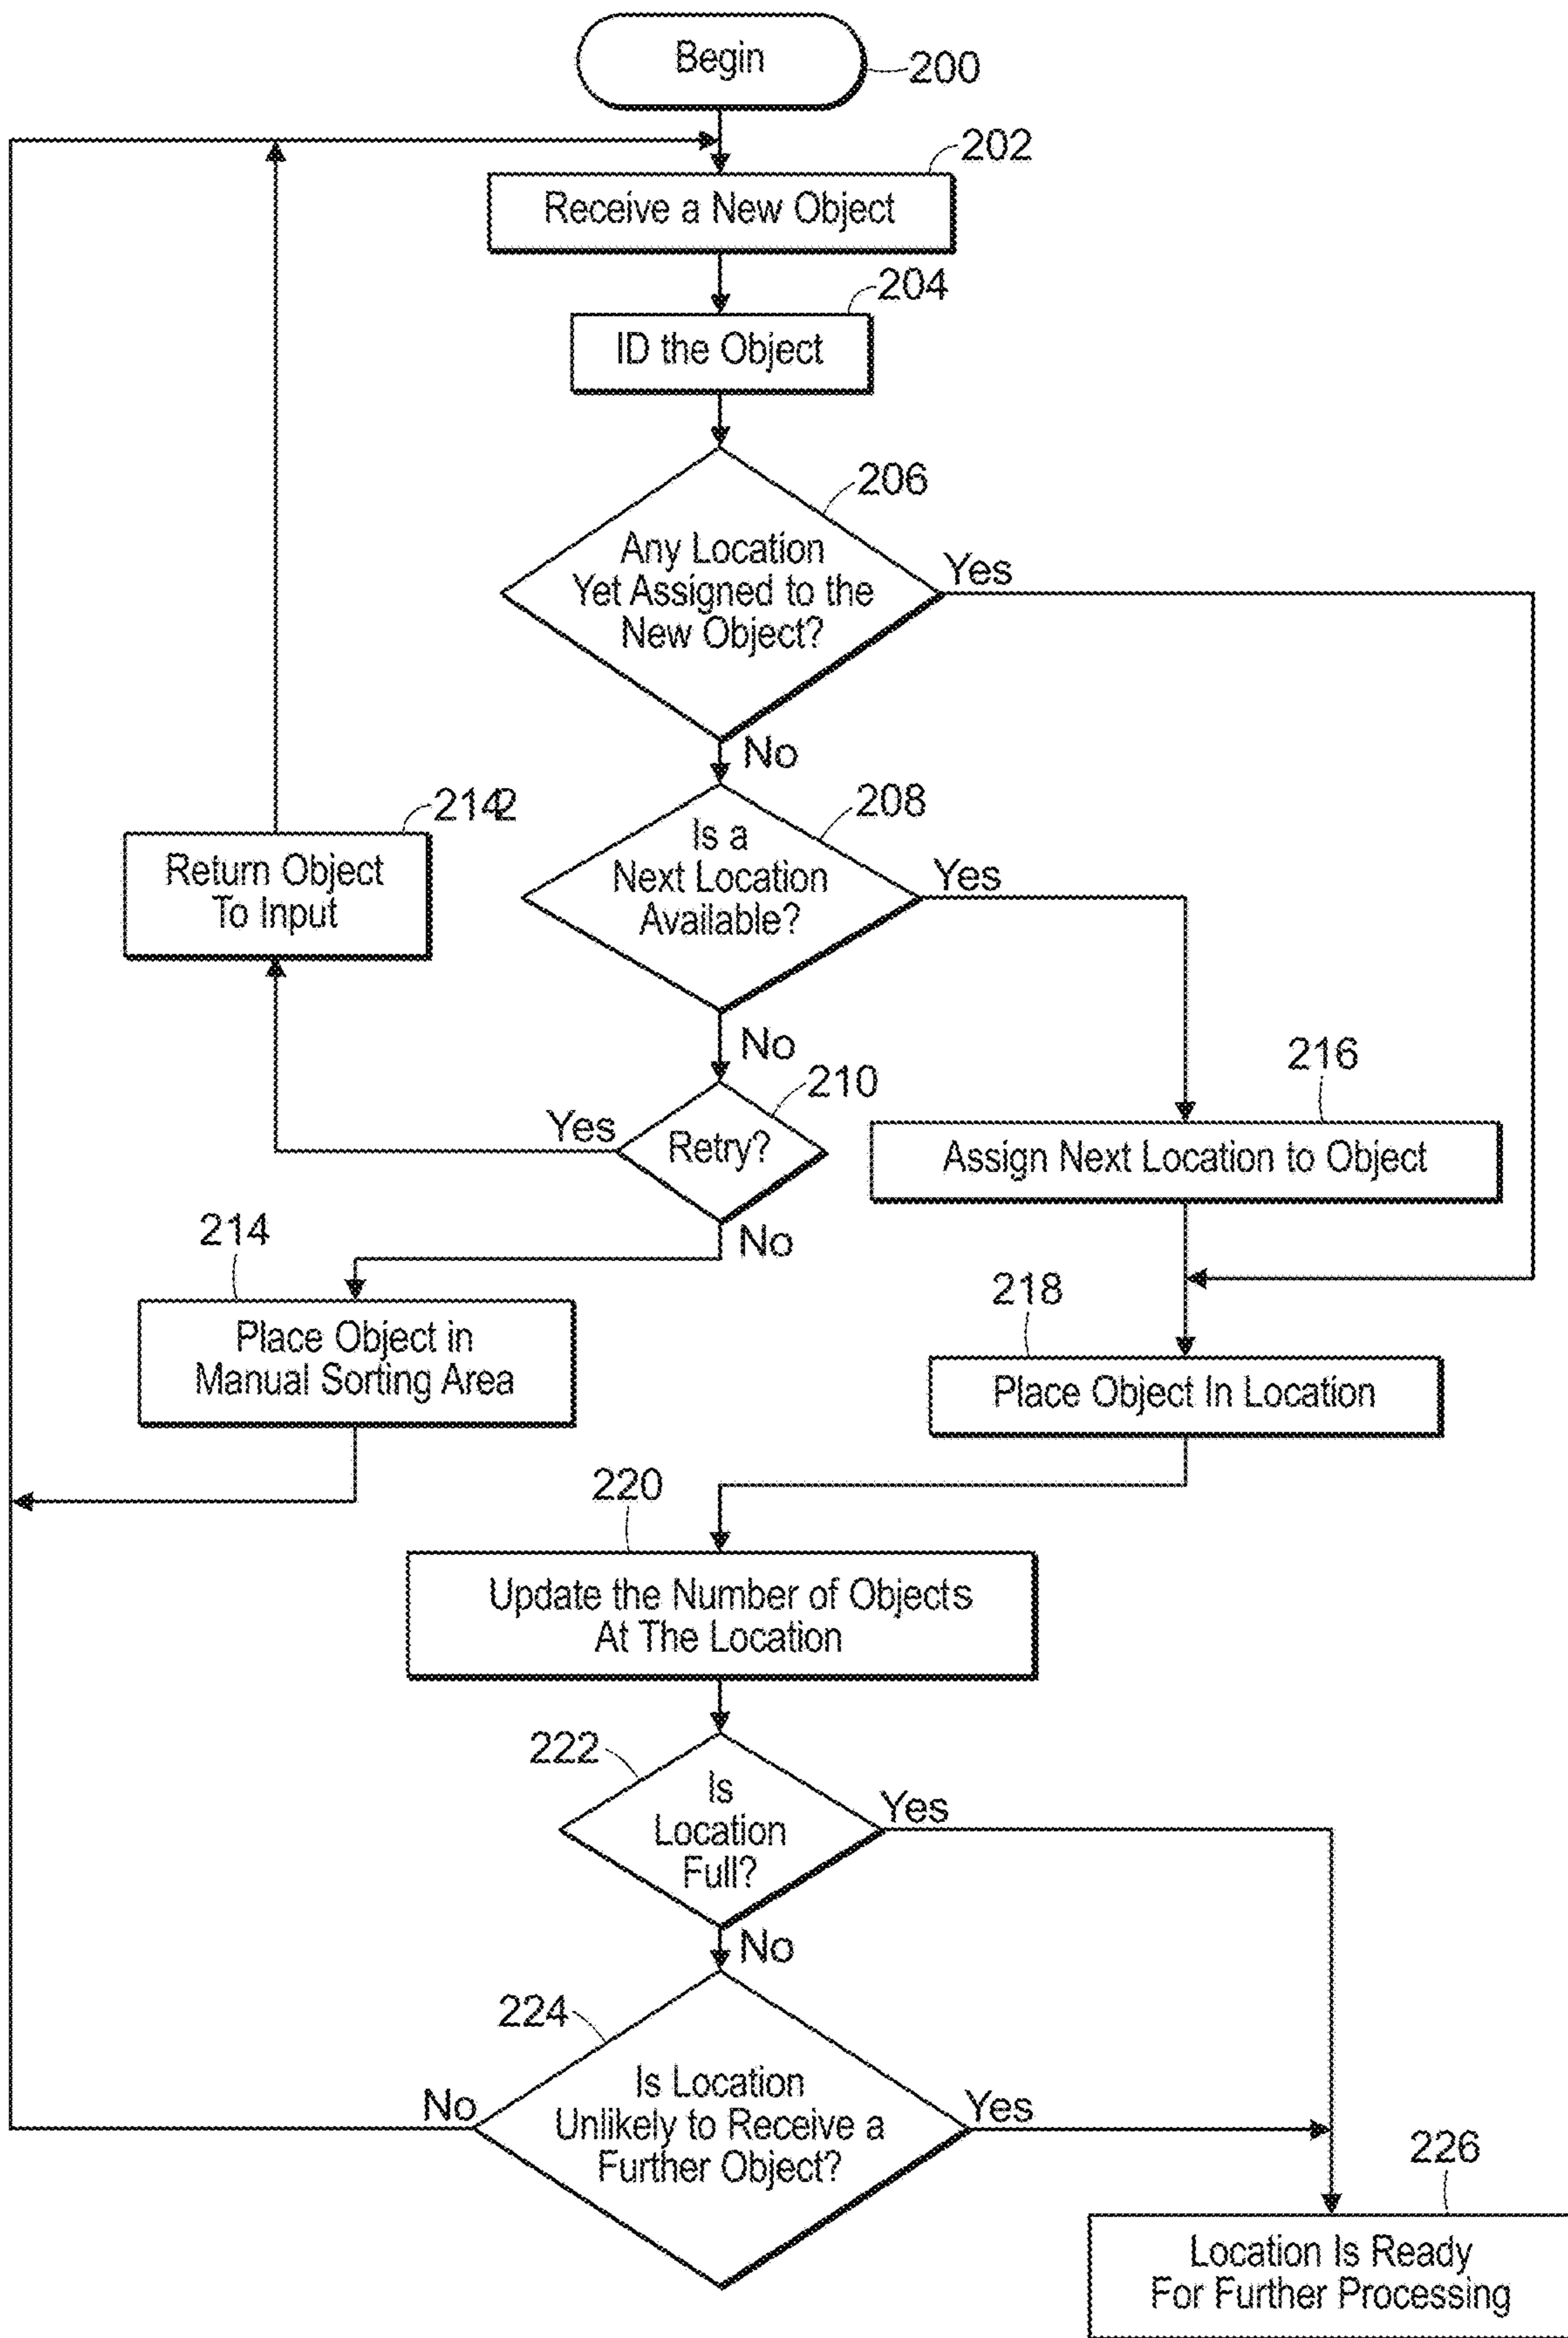 Begin
200
202
Receive a New Object
204
ID the Object
206
Any Location
Yet Assigned to the
New Object?
Yes
No
208
Is a
Next Location
Available?
Yes
2142
Return Object
To Input
No
210
Retry?
Yes
No
216
Assign Next Location to Object
214
Place Object in
Manual Sorting Area
218
Place Object In Location
220
Update the Number of Objects
At The Location
222
Is
Location
Full?
Yes
No
224
Is Location
Unlikely to Receive a
Further Object?
No
Yes
226
Location Is Ready
For Further Processing